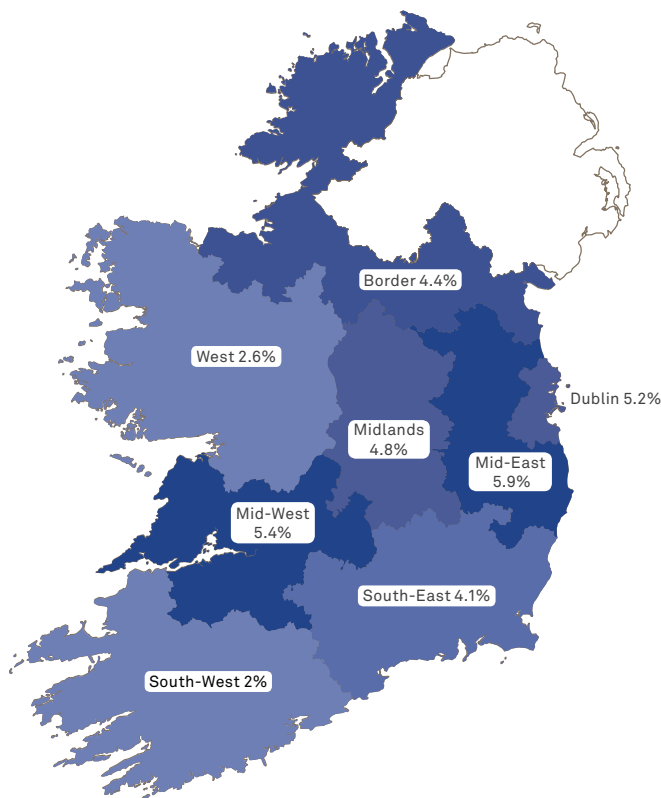 Border 4.4%
West 2.6%
Dublin 5.2%
Midlands
4.8%
Mid-East
5.9%
Mid-West
5.4%
South-East 4.1%
South-West 2%